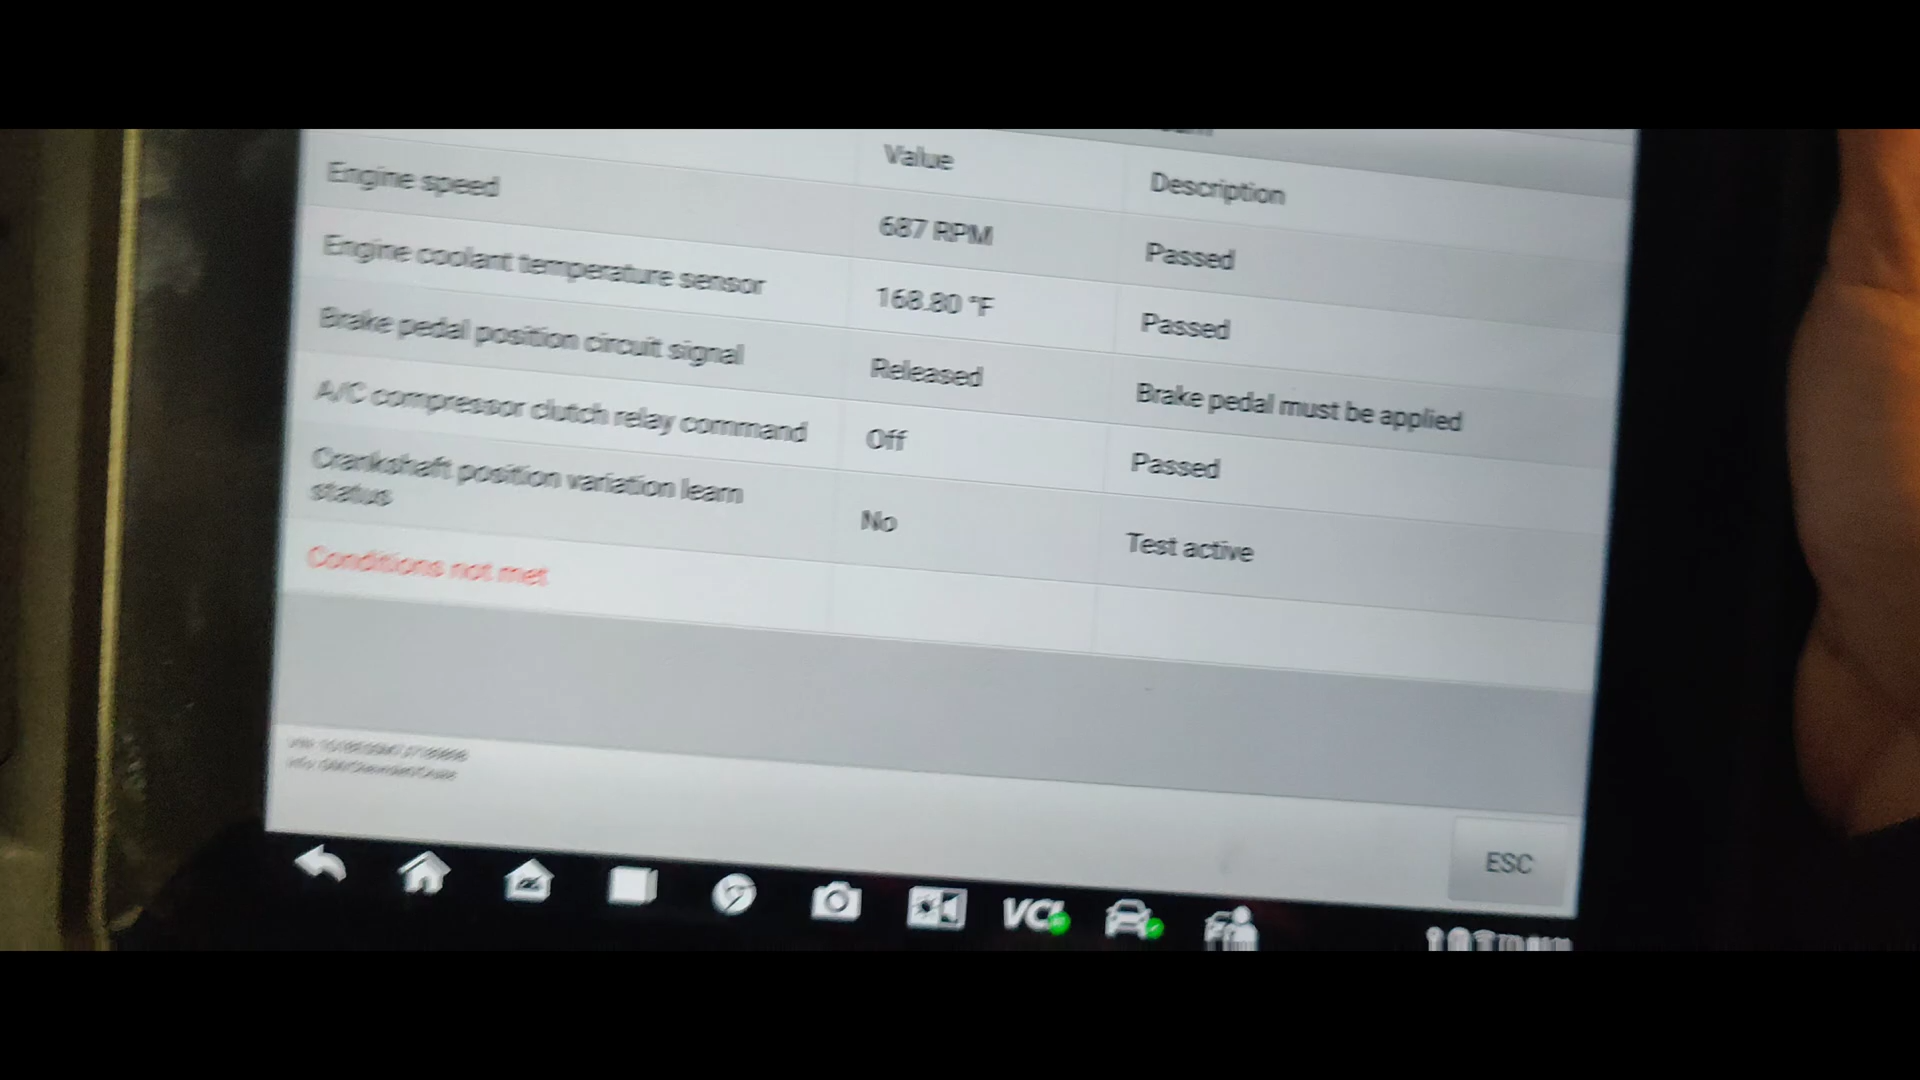 Value Description
Engine speed 687 RPM Passed
Engine coolant temperature sensor 168.80 °F Passed
Brake pedal position circuit signal Released Brake pedal must be applied
A/C compressor clutch relay command Off Passed
Crankshaft position variation learn
status No Test active
Conditions not met
ESC
VCI